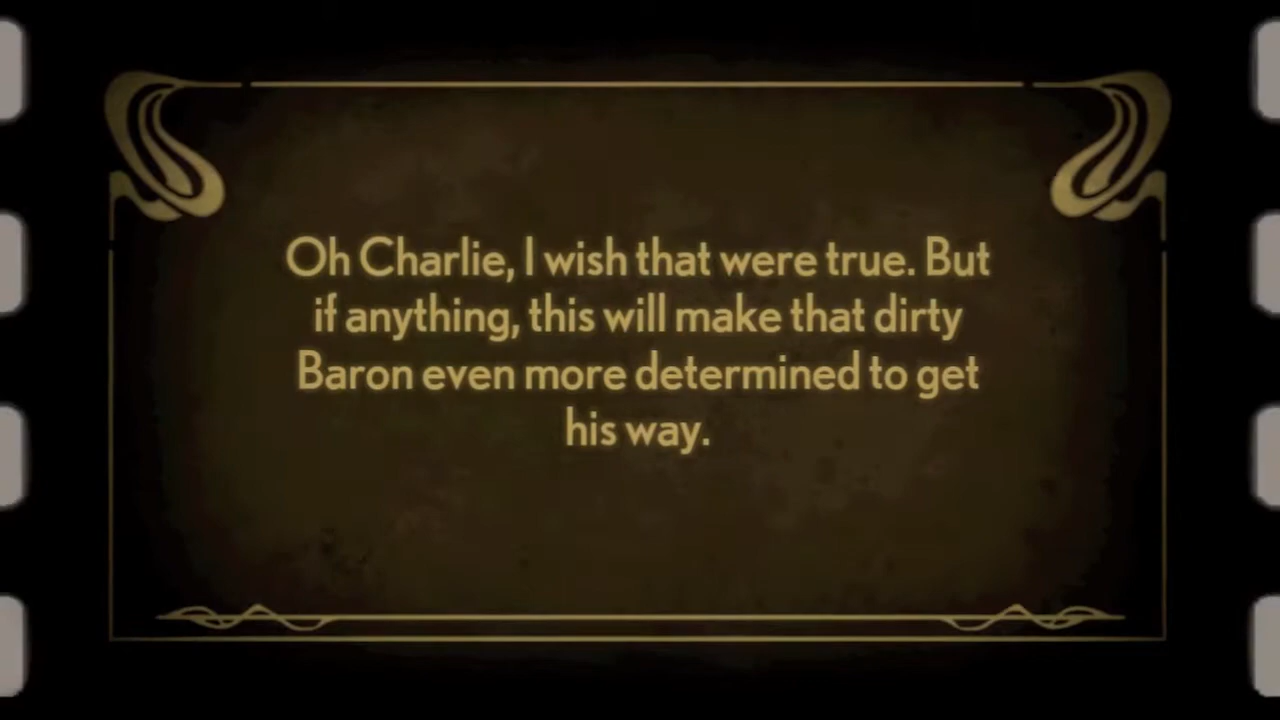 Oh Charlie, I wish that were true. But
if anything, this will make that dirty
Baron even more determined to get
his way.